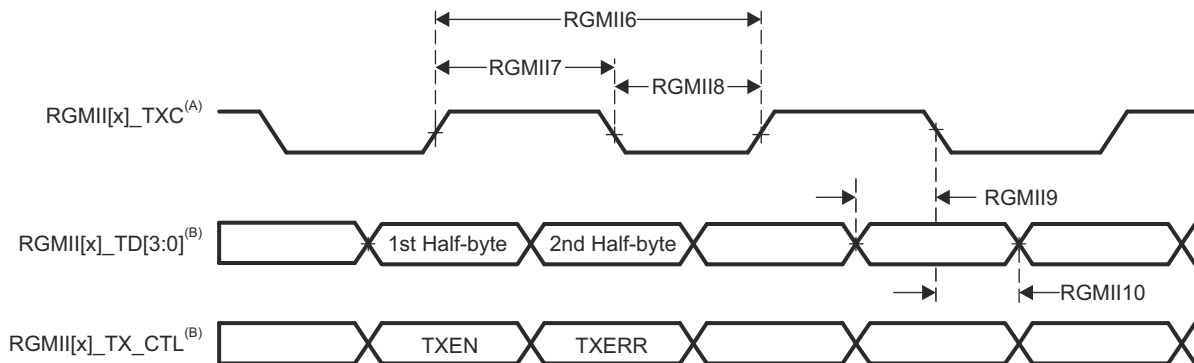 RGMII6
RGMII7
RGMII8
RGMII[x]_TXC(A)
RGMII9
RGMII[x]_TD[3:0](B)
1st Half-byte
2nd Half-byte
RGMII10
RGMII[x]_TX_CTL(B)
TXEN
TXERR